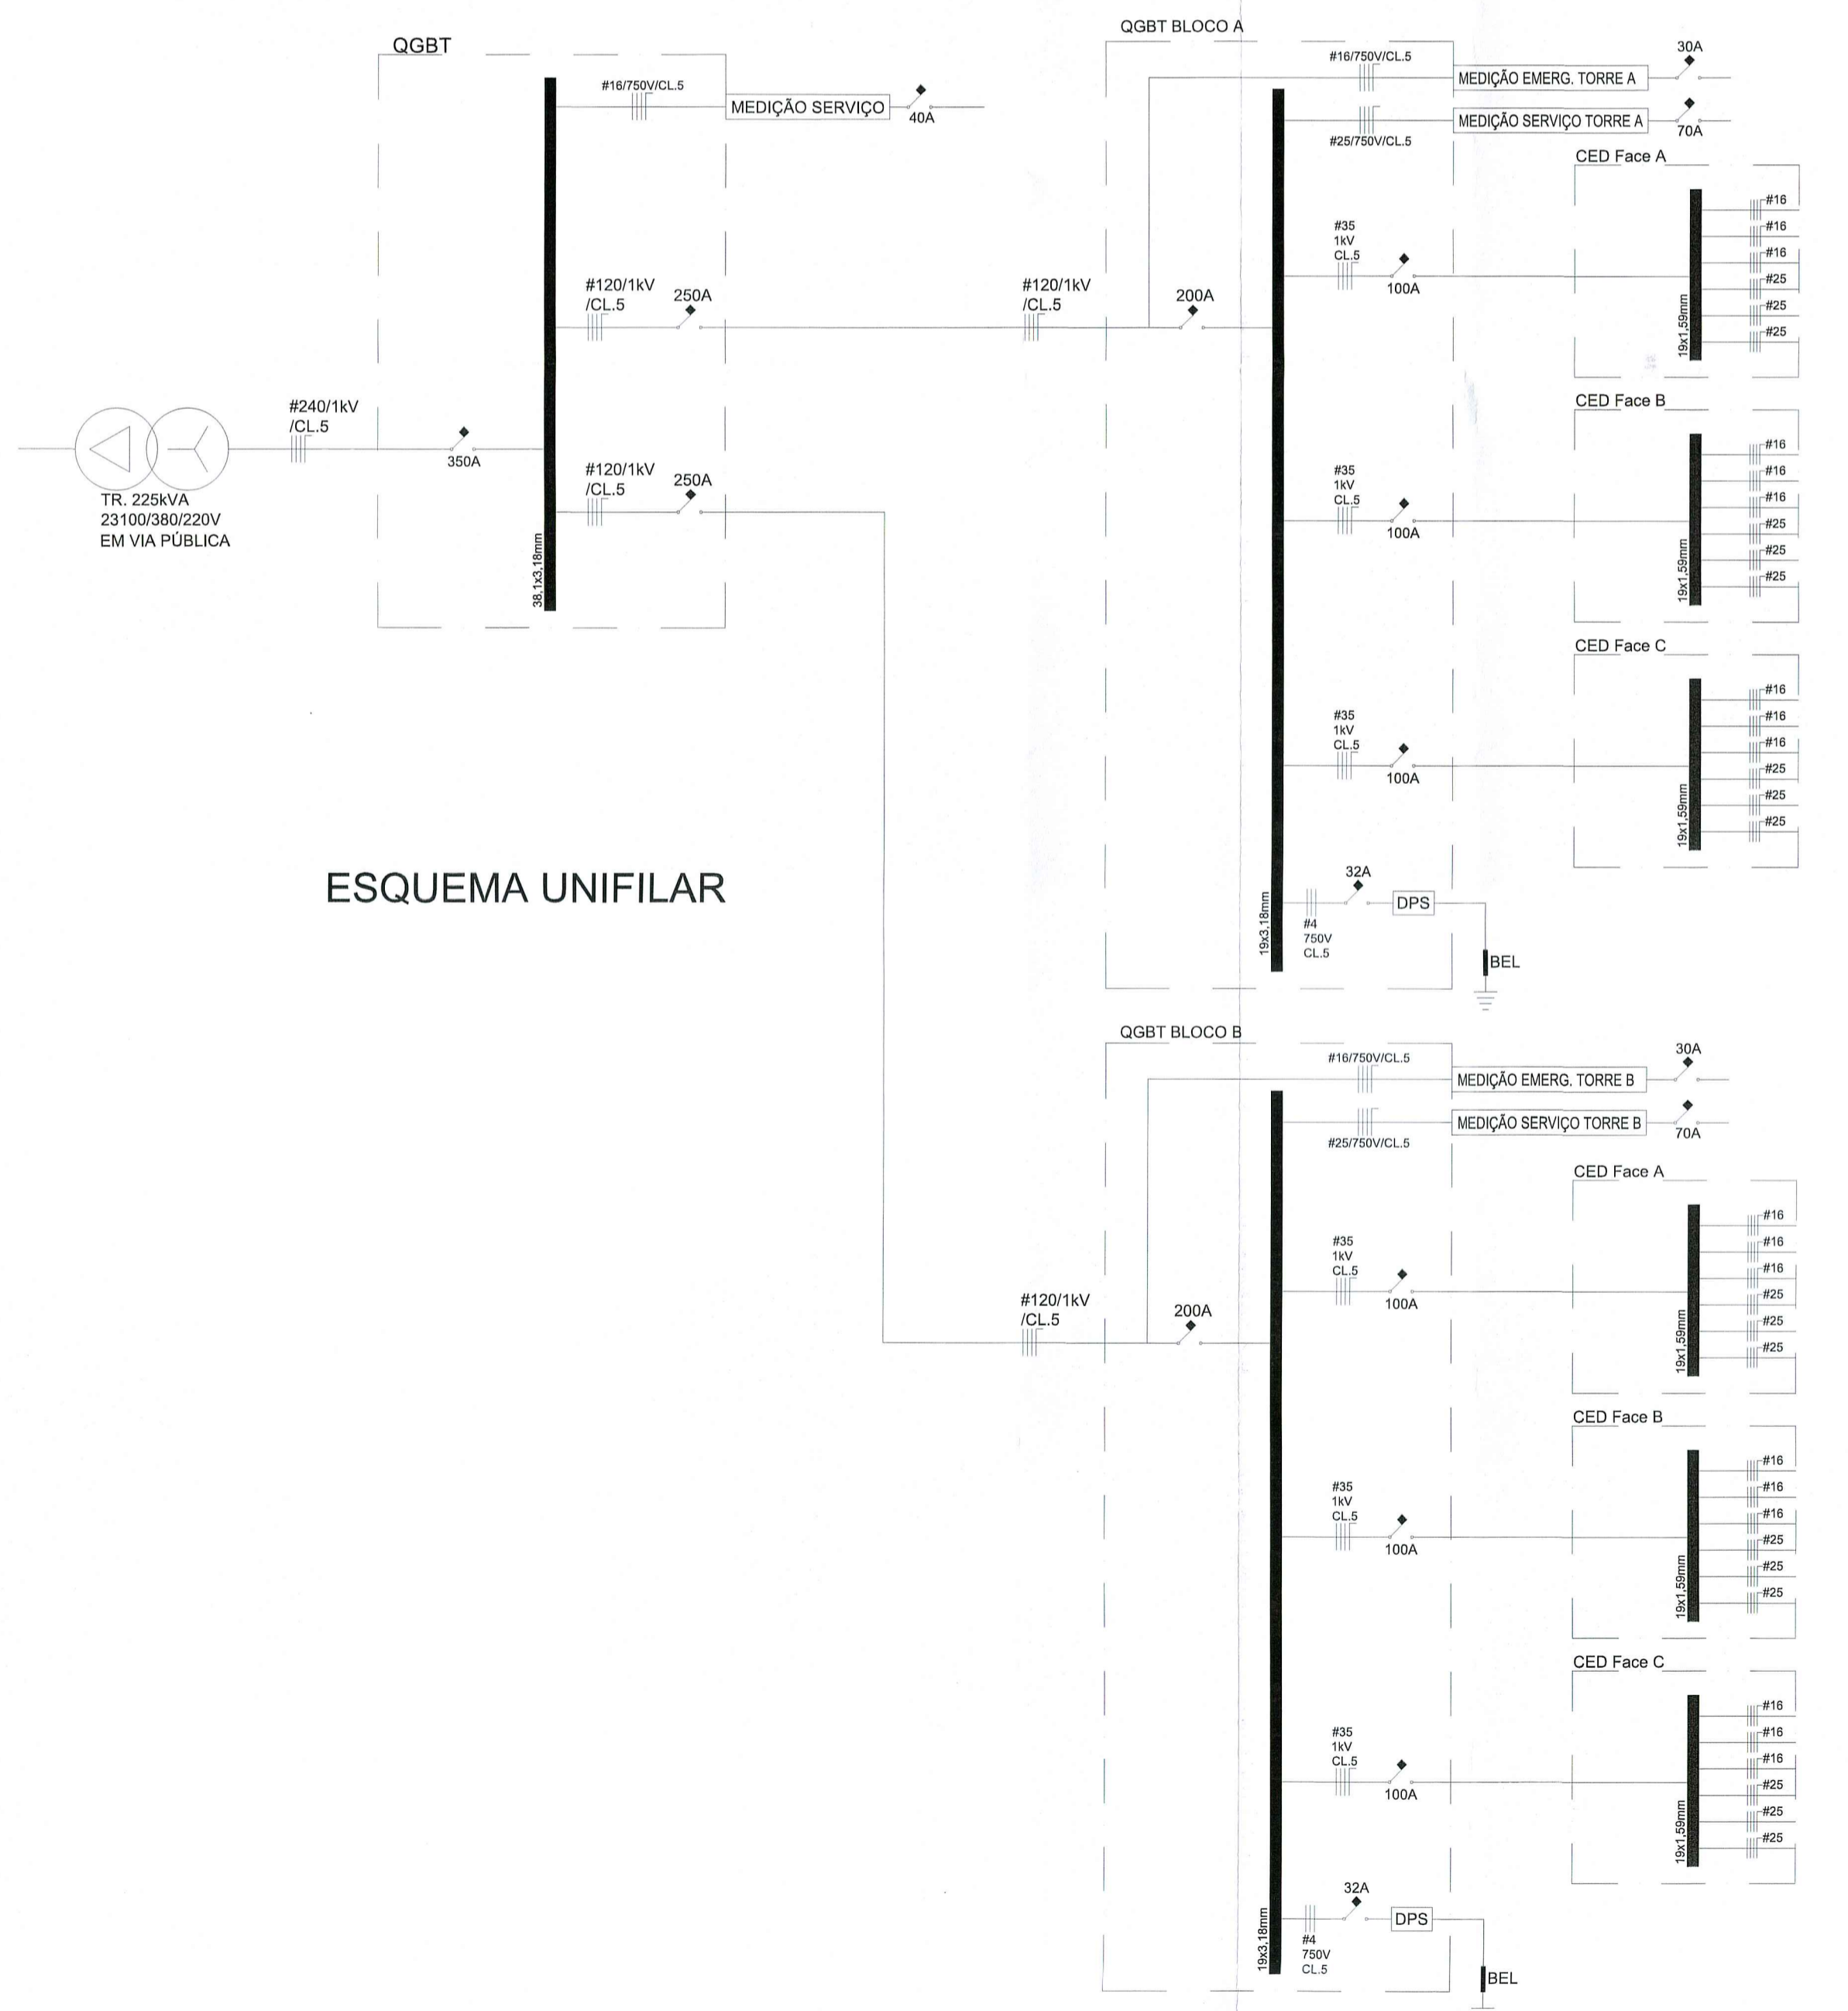 QGBT
#16/750V/CL.5
MEDIÇÃO SERVIÇO
40A
#120/1kV
/CL.5
250A
#240/1kV
/CL.5
350A
#120/1kV
/CL.5
250A
38,1x3,18mm
TR. 225kVA
23100/380/220V
EM VIA PÚBLICA
ESQUEMA UNIFILAR
QGBT BLOCO A
#16/750V/CL.5
MEDIÇÃO EMERG. TORRE A
30A
MEDIÇÃO SERVIÇO TORRE A
70A
#25/750V/CL.5
#120/1kV
/CL.5
200A
CED Face A
#35
1kV
CL.5
100A
19x1,59mm
#16
#16
#16
#25
#25
#25
CED Face B
#35
1kV
CL.5
100A
19x1,59mm
#16
#16
#16
#25
#25
#25
CED Face C
#35
1kV
CL.5
100A
19x1,59mm
#16
#16
#16
#25
#25
#25
19x3,18mm
32A
DPS
#4
750V
CL.5
BEL
QGBT BLOCO B
#16/750V/CL.5
MEDIÇÃO EMERG. TORRE B
30A
MEDIÇÃO SERVIÇO TORRE B
70A
#25/750V/CL.5
#120/1kV
/CL.5
200A
CED Face A
#35
1kV
CL.5
100A
19x1,59mm
#16
#16
#16
#25
#25
#25
CED Face B
#35
1kV
CL.5
100A
19x1,59mm
#16
#16
#16
#25
#25
#25
CED Face C
#35
1kV
CL.5
100A
19x1,59mm
#16
#16
#16
#25
#25
#25
19x3,18mm
32A
DPS
#4
750V
CL.5
BEL